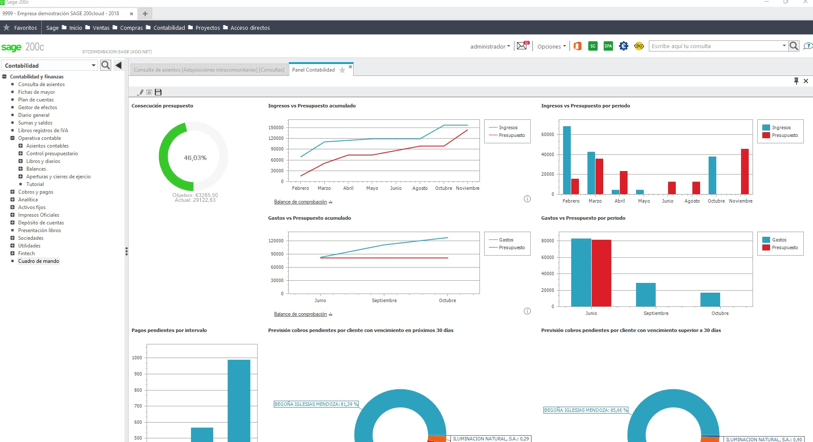 Sage 200c
9999 - Empresa demostración SAGE 200cloud - 2018
Favoritos Sage Inicio Ventas Compras Contabilidad Proyectos Acceso directos
sage 200c
administrador Opciones Escribe aquí tu consulta
Contabilidad
Consulta de asientos [Adquisiciones intracomunitarias] [Consultas]
Panel Contabilidad
Contabilidad y finanzas
Consulta de asientos
Fichas de mayor
Plan de cuentas
Gestor de efectos
Diario general
Sumas y saldos
Libros registros de IVA
Operativa contable
Asientos contables
Control presupuestario
Libros y diarios
Balances
Aperturas y cierres de ejercicio
Tutorial
Cobros y pagos
Analítica
Activos fijos
Impresos Oficiales
Depósito de cuentas
Presentación libros
Sociedades
Utilidades
Fintech
Cuadro de mando
Consecución presupuesto
46,03%
Objetivo: 63285,50
Actual: 29122,63
Ingresos vs Presupuesto acumulado
150000
120000
90000
60000
30000
0
Febrero Marzo Abril Mayo Junio Agosto Octubre Noviembre
Ingresos
Presupuesto
Balance de comprobación
Ingresos vs Presupuesto por periodo
60000
40000
20000
0
Febrero Marzo Abril Mayo Junio Agosto Octubre Noviembre
Ingresos
Presupuesto
Gastos vs Presupuesto acumulado
120000
90000
60000
30000
0
Junio Septiembre Octubre
Gastos
Presupuesto
Balance de comprobación
Gastos vs Presupuesto por periodo
80000
60000
40000
20000
0
Junio Septiembre Octubre
Gastos
Presupuesto
Pagos pendientes por intervalo
1000
900
800
700
600
500
Previsión cobros pendientes por cliente con vencimiento en próximos 30 días
BEGOÑA IGLESIAS MENDOZA: 81,39 %
ILUMINACION NATURAL, S.A.: 0,29
Previsión cobros pendientes por cliente con vencimiento superior a 30 días
BEGOÑA IGLESIAS MENDOZA:
ILUMINACION NATURAL, S.A.: 0,90